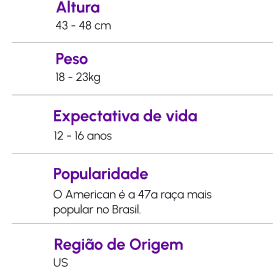 Altura
43 - 48 cm
Peso
18 - 23kg
Expectativa de vida
12 - 16 anos
Popularidade
O American é a 47a raça mais
popular no Brasil.
Região de Origem
US